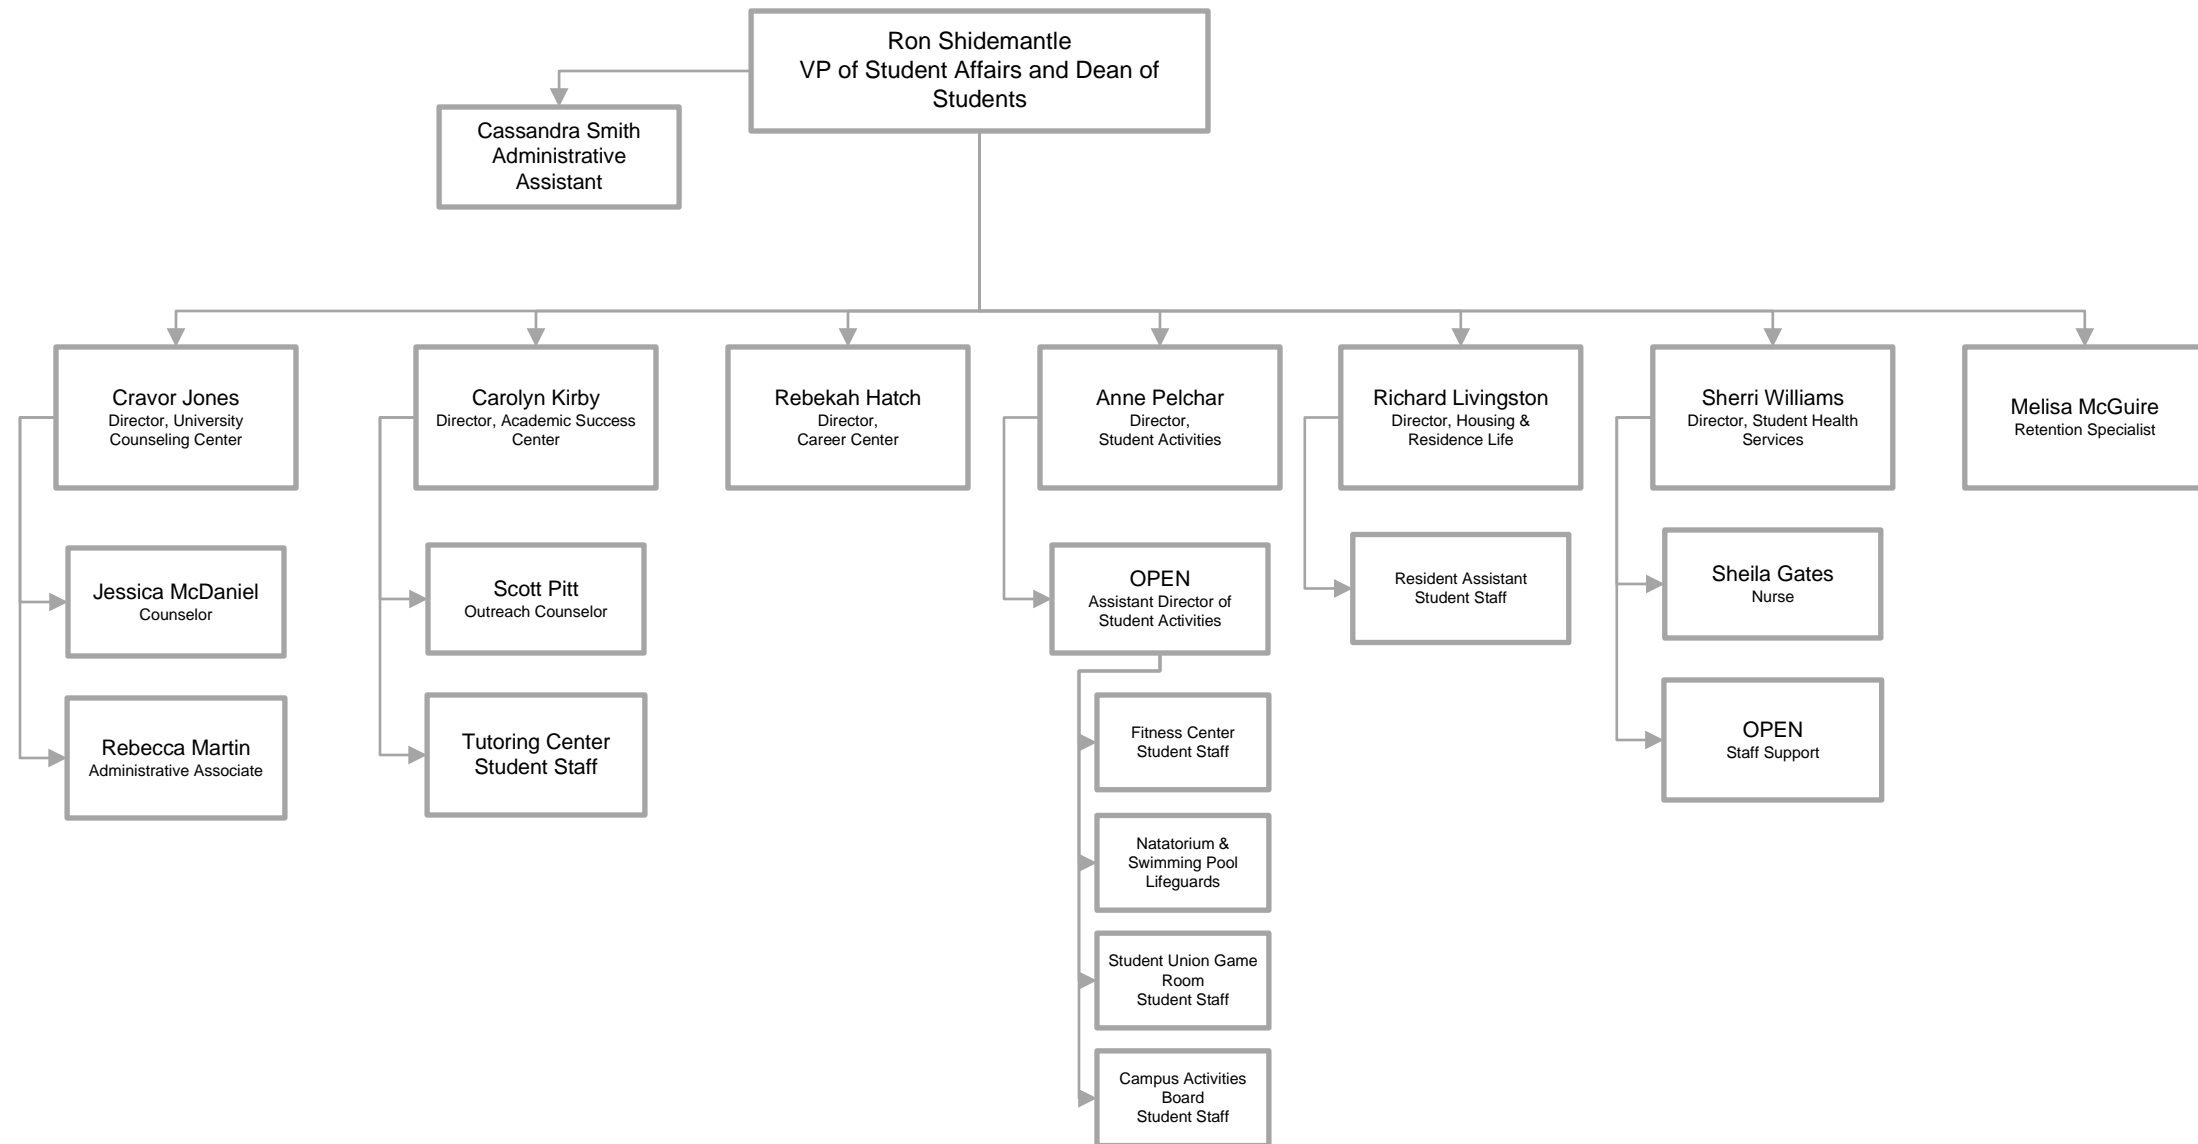 Ron Shidemantle
VP of Student Affairs and Dean of
Students
Cassandra Smith
Administrative
Assistant
Cravor Jones
Director, University
Counseling Center
Carolyn Kirby
Director, Academic Success
Center
Rebekah Hatch
Director,
Career Center
Anne Pelchar
Director,
Student Activities
Richard Livingston
Director, Housing &
Residence Life
Sherri Williams
Director, Student Health
Services
Melisa McGuire
Retention Specialist
Jessica McDaniel
Counselor
Scott Pitt
Outreach Counselor
OPEN
Assistant Director of
Student Activities
Resident Assistant
Student Staff
Sheila Gates
Nurse
Rebecca Martin
Administrative Associate
Tutoring Center
Student Staff
Fitness Center
Student Staff
OPEN
Staff Support
Natatorium &
Swimming Pool
Lifeguards
Student Union Game
Room
Student Staff
Campus Activities
Board
Student Staff